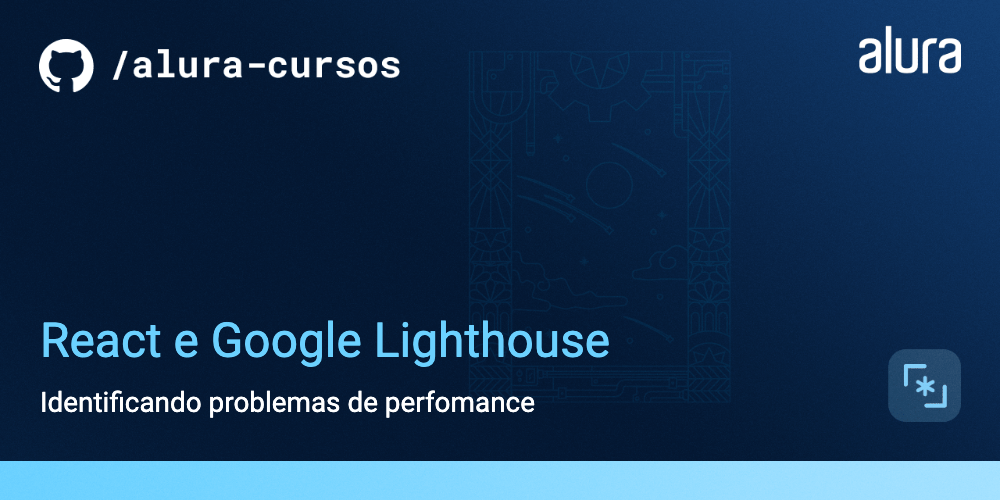 /alura-cursos
alura
React e Google Lighthouse
Identificando problemas de perfomance